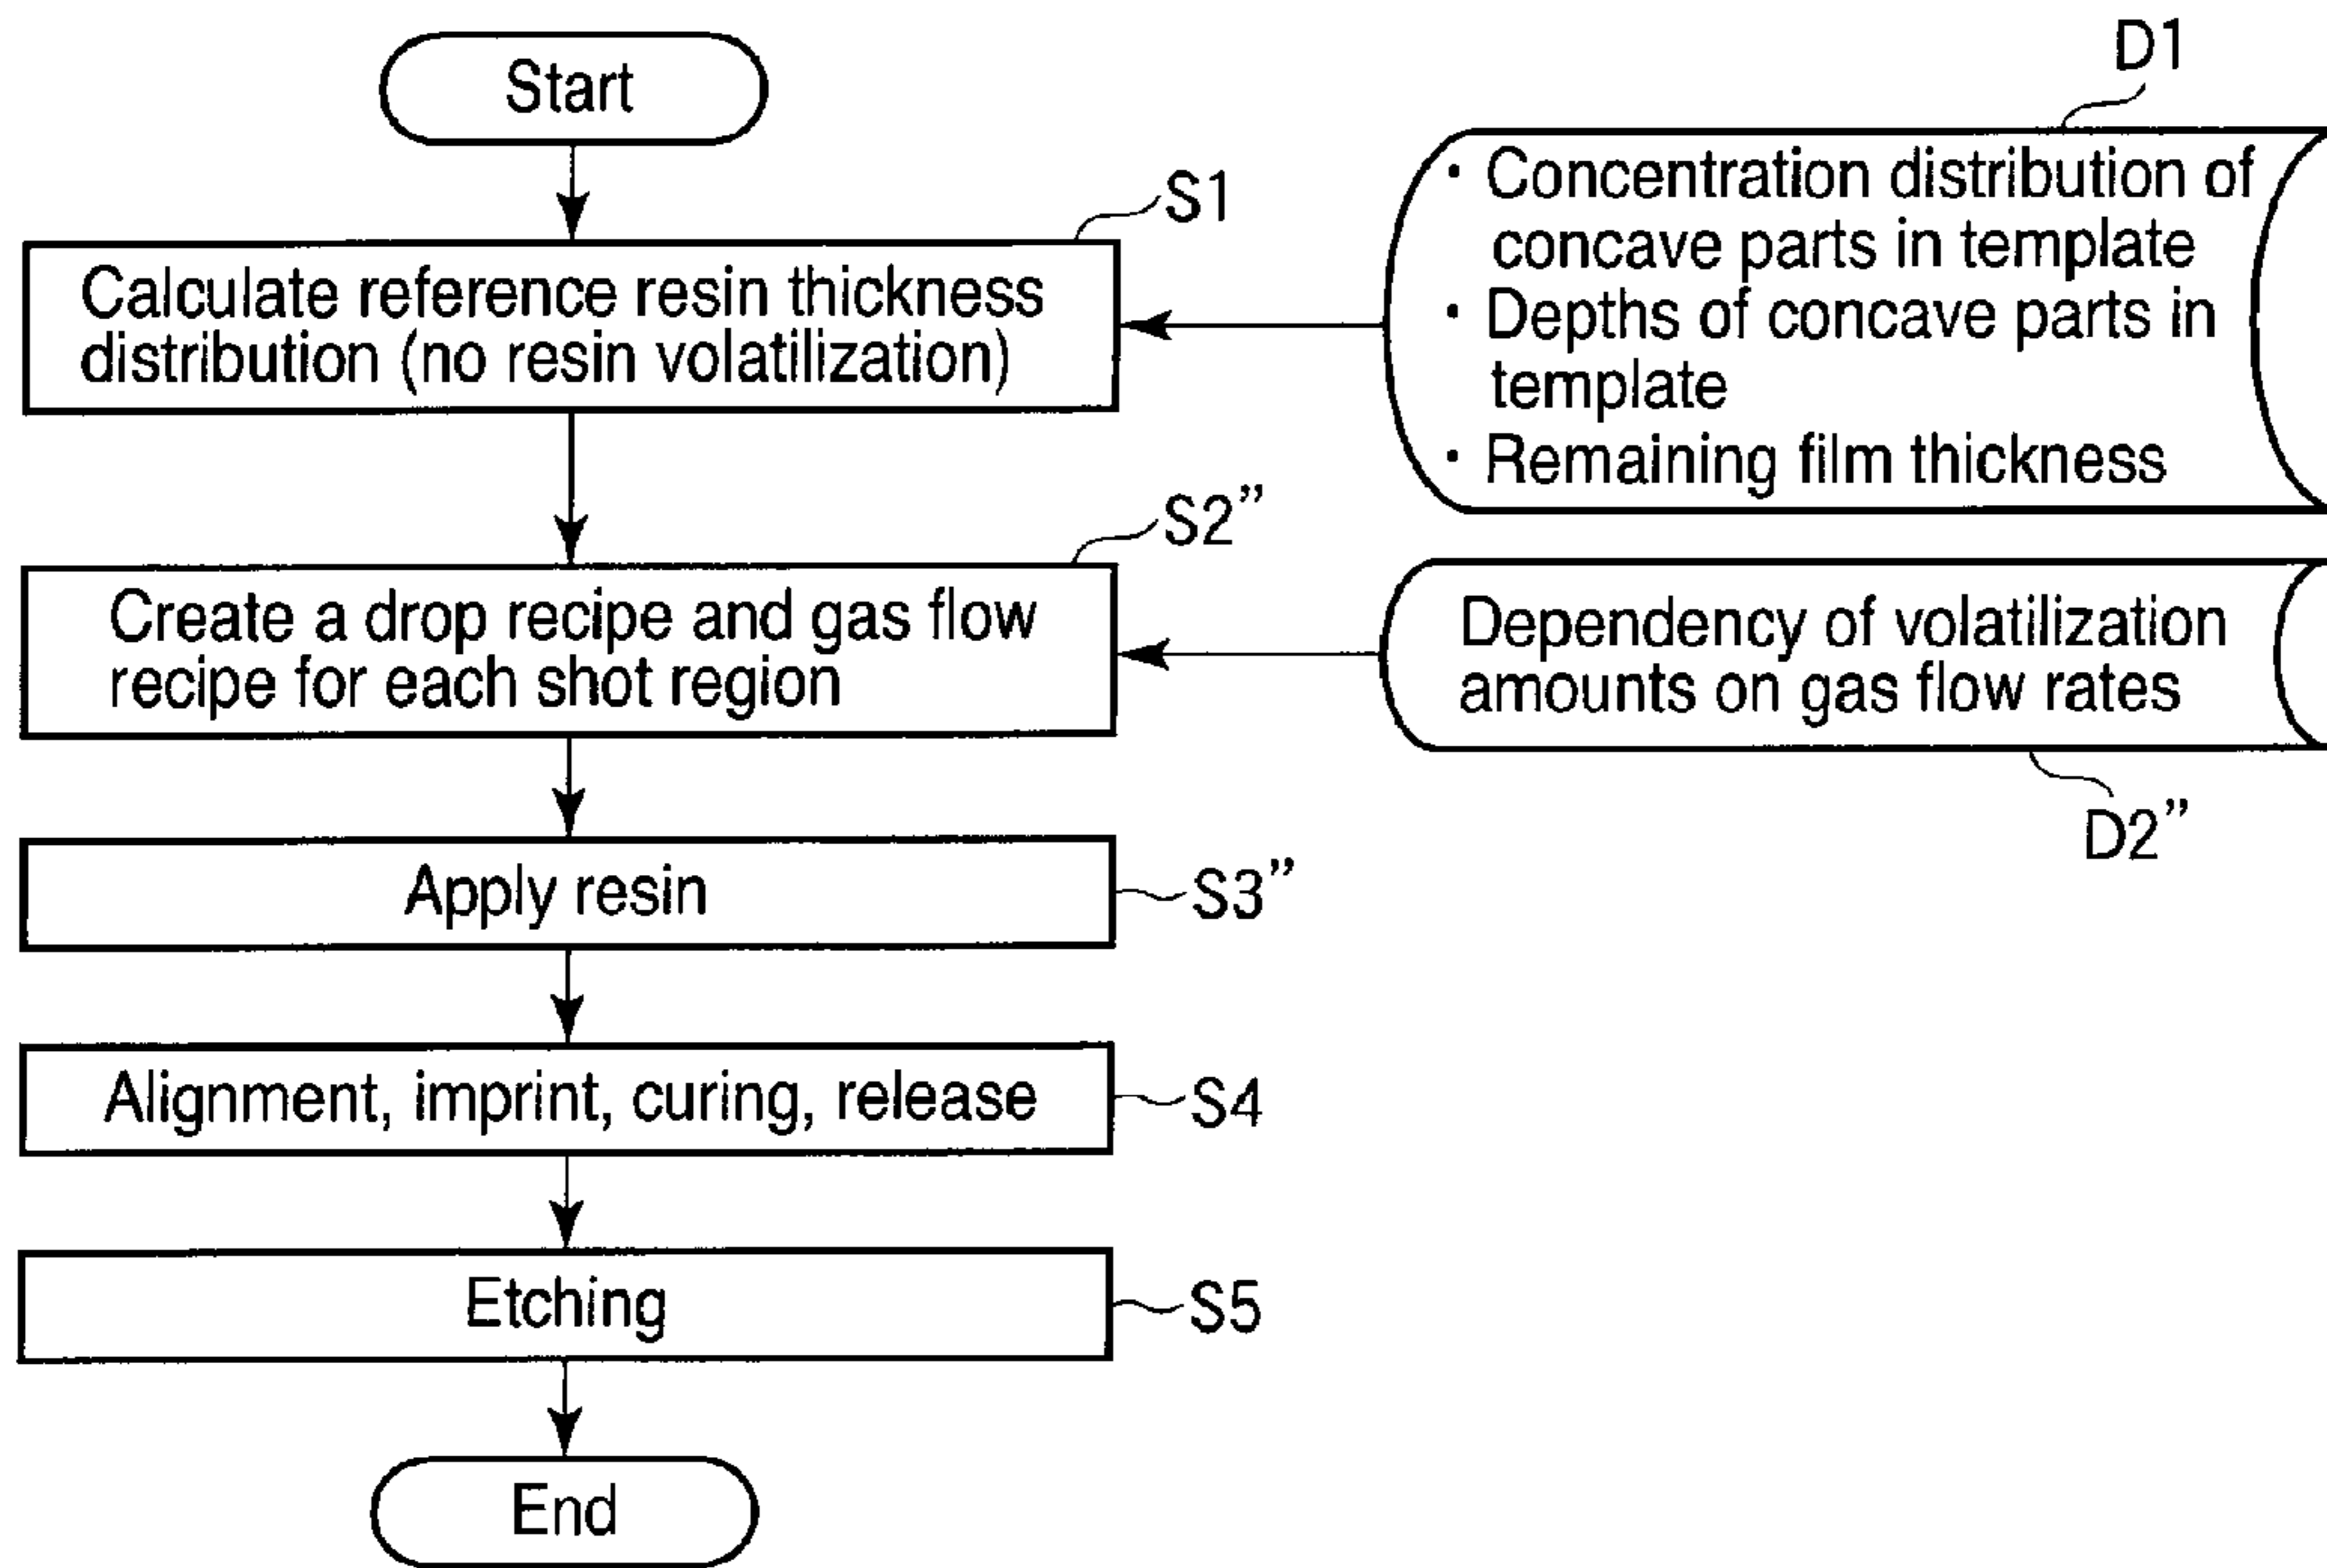 Start
D1
S1
Calculate reference resin thickness
distribution (no resin volatilization)
・ Concentration distribution of
concave parts in template
・ Depths of concave parts in
template
・ Remaining film thickness
S2”
Create a drop recipe and gas flow
recipe for each shot region
Dependency of volatilization
amounts on gas flow rates
D2”
Apply resin
S3”
Alignment, imprint, curing, release
S4
Etching
S5
End